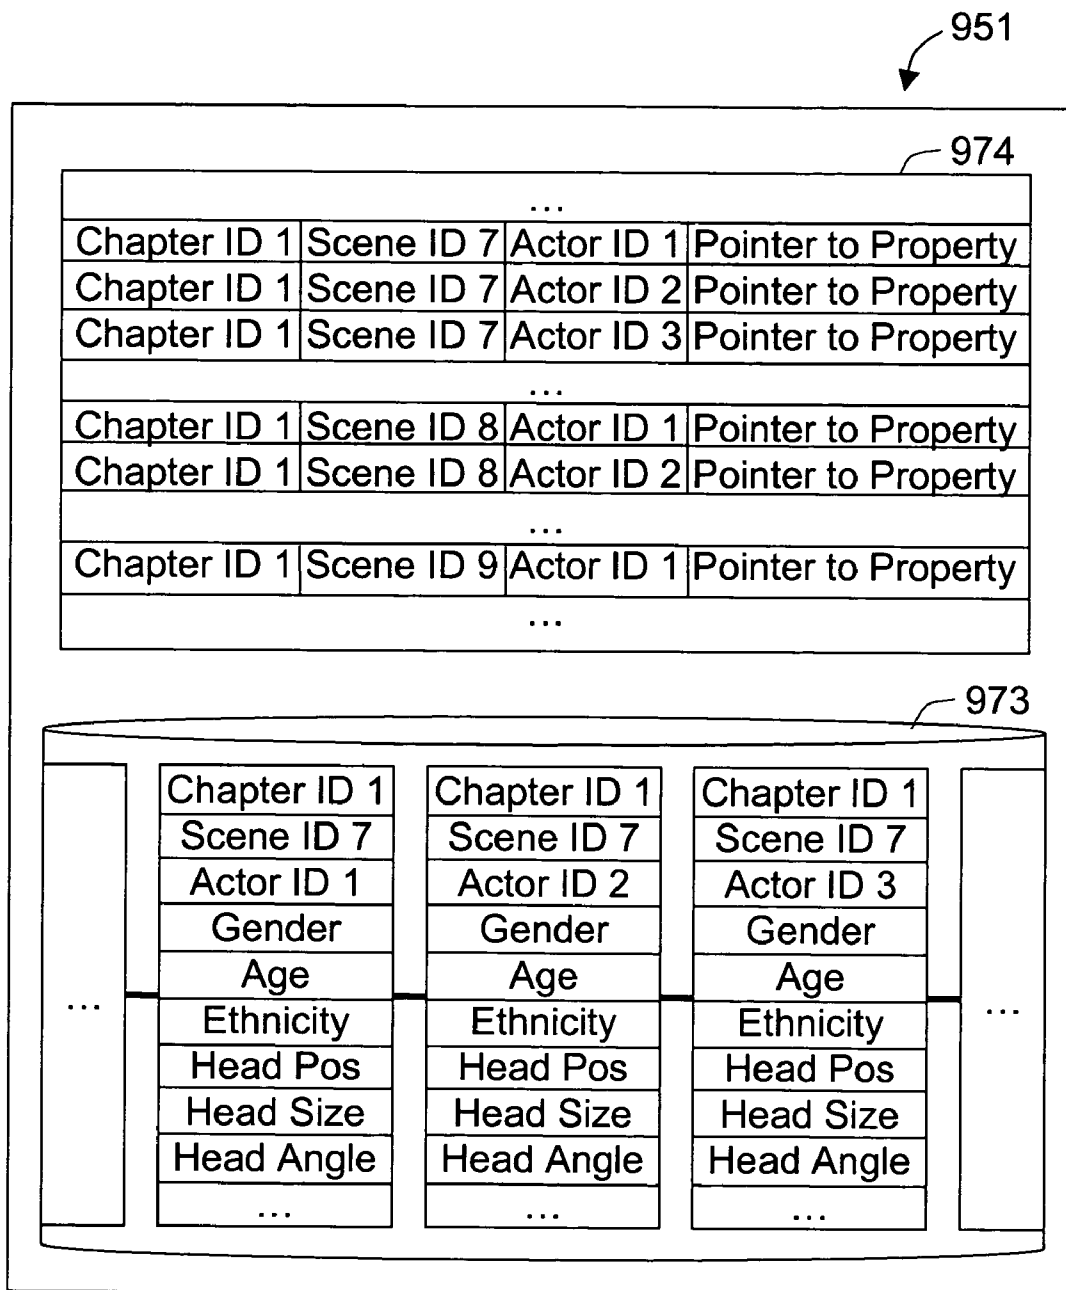 951
974
...
Chapter ID 1 Scene ID 7 Actor ID 1 Pointer to Property
Chapter ID 1 Scene ID 7 Actor ID 2 Pointer to Property
Chapter ID 1 Scene ID 7 Actor ID 3 Pointer to Property
...
Chapter ID 1 Scene ID 8 Actor ID 1 Pointer to Property
Chapter ID 1 Scene ID 8 Actor ID 2 Pointer to Property
...
Chapter ID 1 Scene ID 9 Actor ID 1 Pointer to Property
...
973
...
Chapter ID 1
Scene ID 7
Actor ID 1
Gender
Age
Ethnicity
Head Pos
Head Size
Head Angle
...
Chapter ID 1
Scene ID 7
Actor ID 2
Gender
Age
Ethnicity
Head Pos
Head Size
Head Angle
...
Chapter ID 1
Scene ID 7
Actor ID 3
Gender
Age
Ethnicity
Head Pos
Head Size
Head Angle
...
...